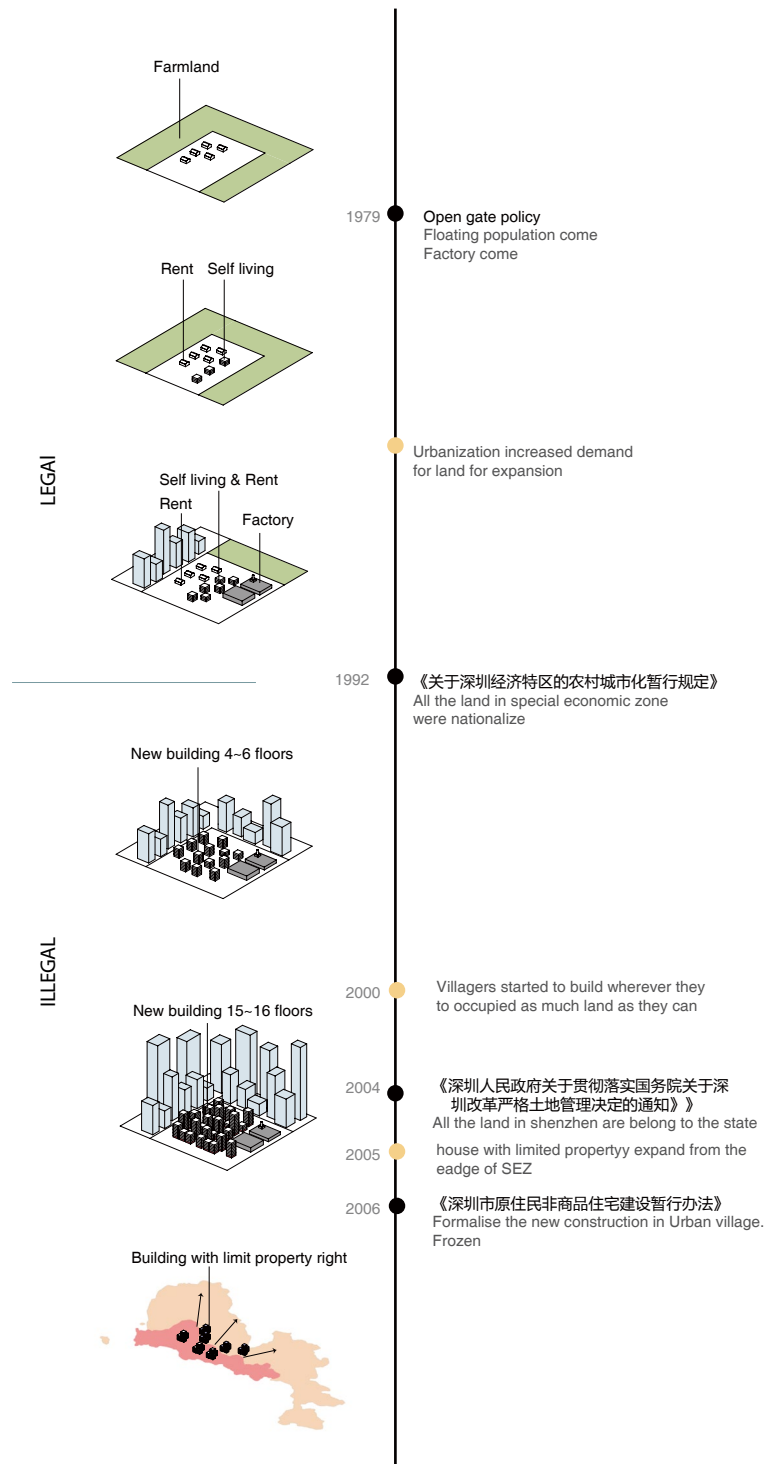 Farmland
1979
Open gate policy
Floating population come
Factory come
Rent
Self living
Urbanization increased demand
for land for expansion
LEGAl
Self living & Rent
Rent
Factory
1992
《关于深圳经济特区的农村城市化暂行规定》
All the land in special economic zone
were nationalize
New building 4~6 floors
ILLEGAL
2000
Villagers started to build wherever they
to occupied as much land as they can
New building 15~16 floors
2004
《深圳人民政府关于贯彻落实国务院关于深
圳改革严格土地管理决定的通知》》
All the land in shenzhen are belong to the state
2005
house with limited propertyy expand from the
eadge of SEZ
2006
《深圳市原住民非商品住宅建设暂行办法》
Formalise the new construction in Urban village.
Frozen
Building with limit property right